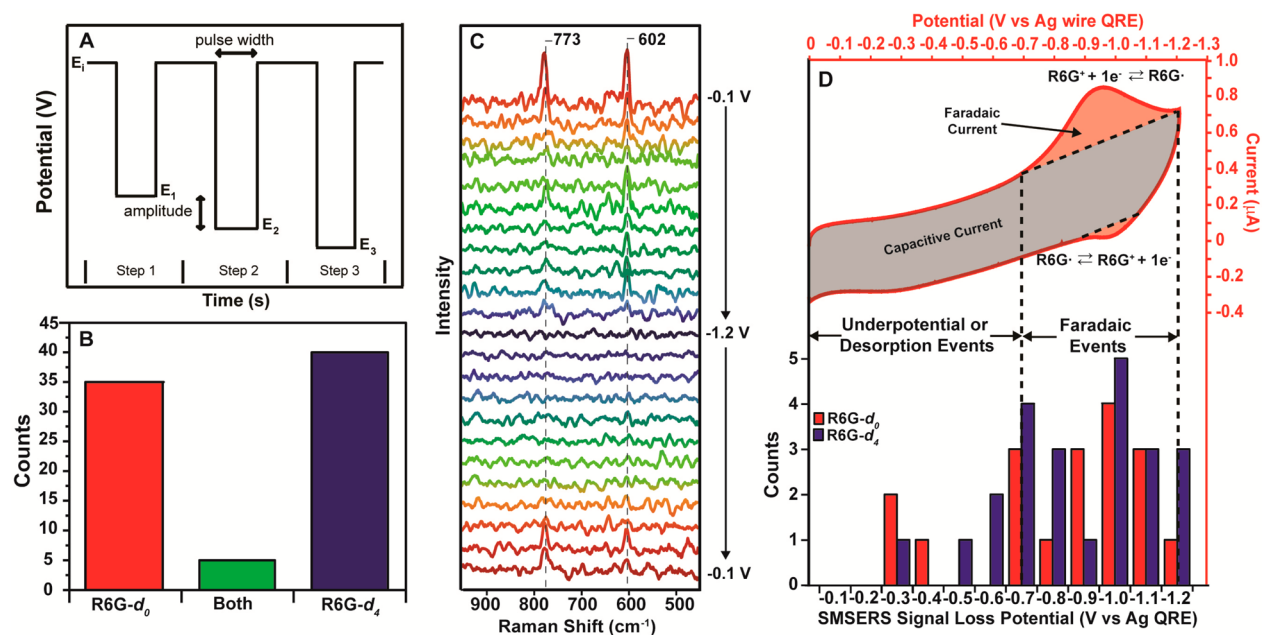 A
pulse width
Ei
E1
amplitude
E2
E3
Step 1 Step 2 Step 3
Potential (V)
Time (s)
B
45
40
35
30
25
20
15
10
5
0
Counts
R6G-d0 Both R6G-d4
C
773 602
-0.1 V
-1.2 V
-0.1 V
Intensity
900 800 700 600 500
Raman Shift (cm-1)
Potential (V vs Ag wire QRE)
0 -0.1 -0.2 -0.3 -0.4 -0.5 -0.6 -0.7 -0.8 -0.9 -1.0 -1.1 -1.2 -1.3
D
R6G+ + 1e- ⇄ R6G·
Faradaic
Current
Capacitive Current
R6G· ⇄ R6G+ + 1e-
1.0
0.8
0.6
0.4
0.2
0
-0.2
-0.4
Current (μA)
Underpotential or
Desorption Events
Faradaic
Events
5
4
3
2
1
0
Counts
R6G-d0
R6G-d4
-0.1 -0.2 -0.3 -0.4 -0.5 -0.6 -0.7 -0.8 -0.9 -1.0 -1.1 -1.2
SMSERS Signal Loss Potential (V vs Ag QRE)